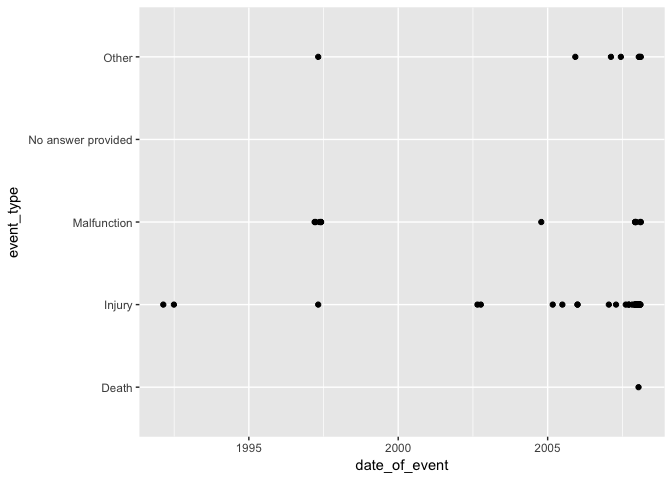 Other
No answer provided
Malfunction
Injury
Death
event_type
1995 2000 2005
date_of_event